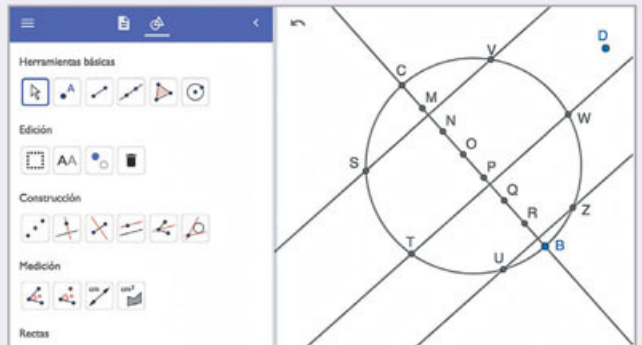 Herramientas básicas
A
Edición
AA
Construcción
Medición
cm
cm²
Rectas
V
D
C
M
W
N
O
S
P
Q
Z
R
T
B
U